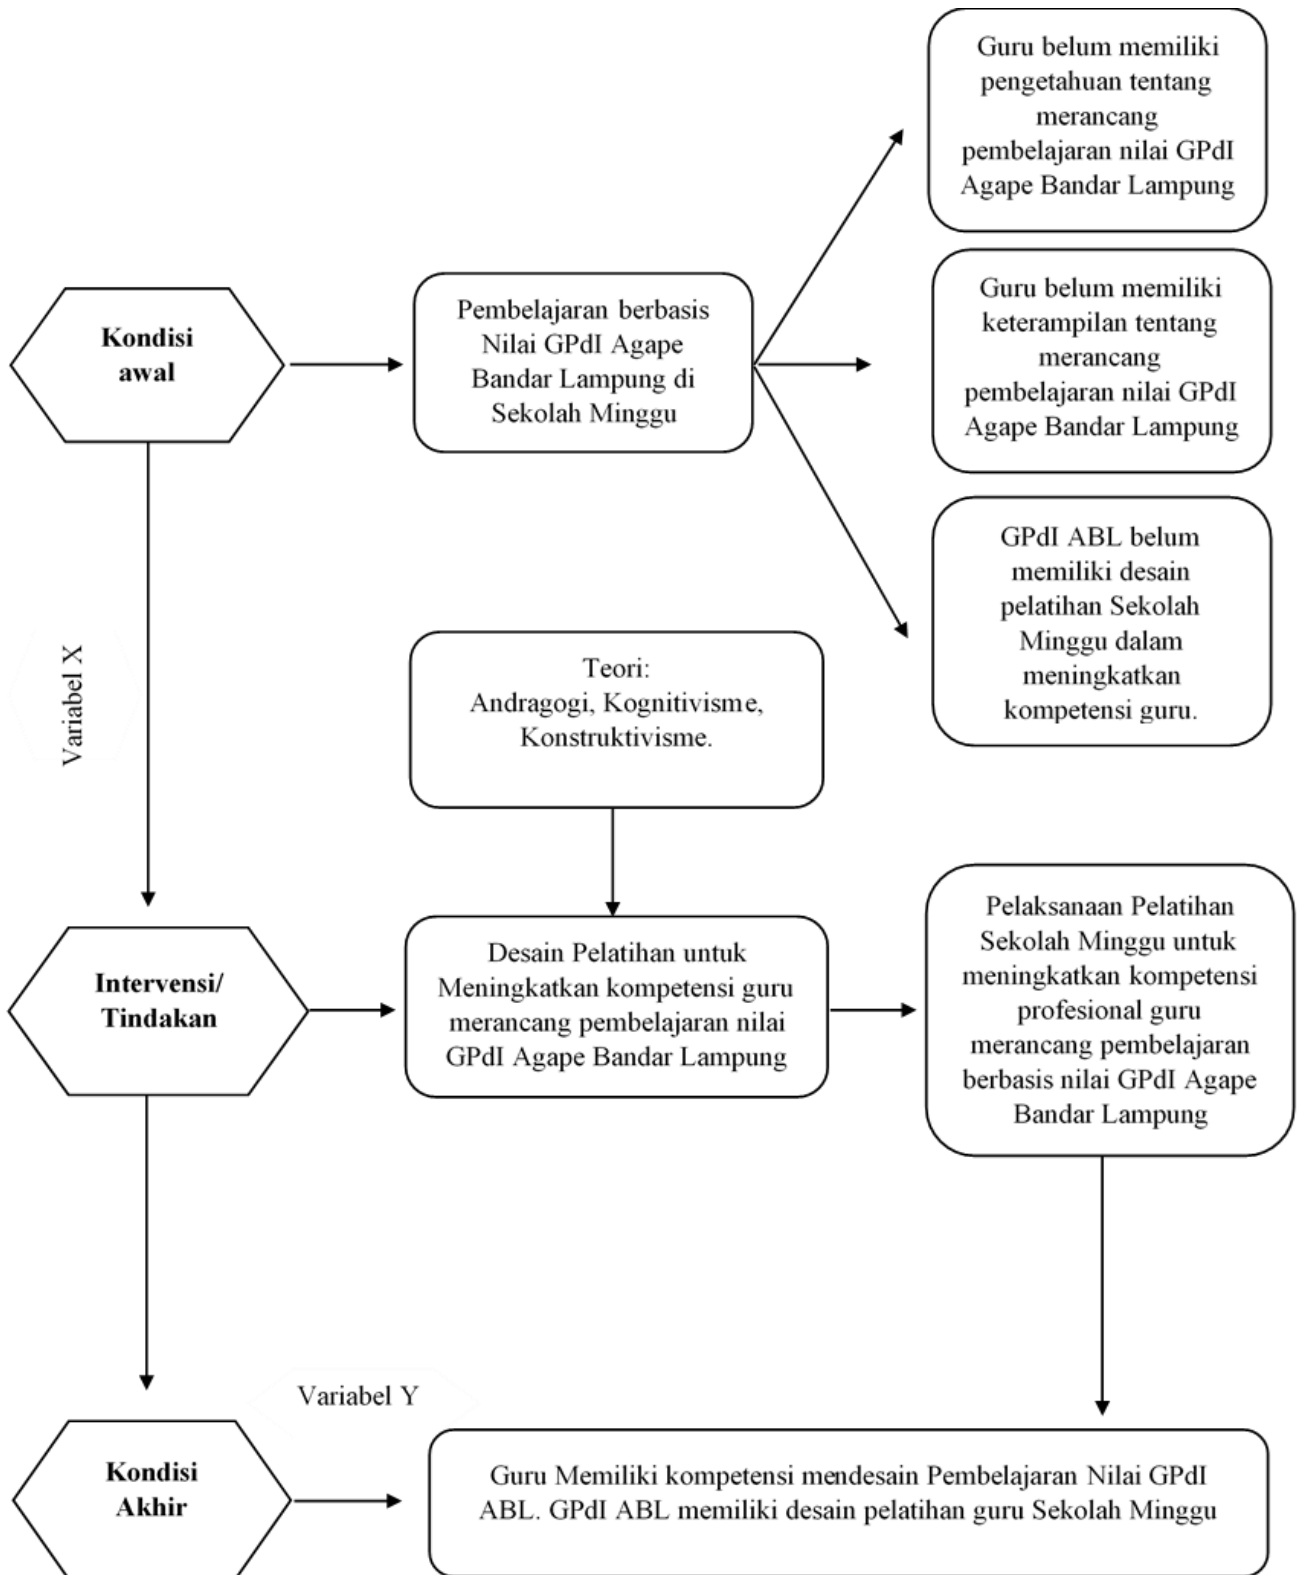 Guru belum memiliki
pengetahuan tentang
merancang
pembelajaran nilai GPdI
Agape Bandar Lampung
Kondisi
awal
Pembelajaran berbasis
Nilai GPdI Agape
Bandar Lampung di
Sekolah Minggu
Guru belum memiliki
keterampilan tentang
merancang
pembelajaran nilai GPdI
Agape Bandar Lampung
GPdI ABL belum
memiliki desain
pelatihan Sekolah
Minggu dalam
meningkatkan
kompetensi guru.
Variabel X
Teori:
Andragogi, Kognitivisme,
Konstruktivisme.
Intervensi/
Tindakan
Desain Pelatihan untuk
Meningkatkan kompetensi guru
merancang pembelajaran nilai
GPdI Agape Bandar Lampung
Pelaksanaan Pelatihan
Sekolah Minggu untuk
meningkatkan kompetensi
profesional guru
merancang pembelajaran
berbasis nilai GPdI Agape
Bandar Lampung
Variabel Y
Kondisi
Akhir
Guru Memiliki kompetensi mendesain Pembelajaran Nilai GPdI
ABL. GPdI ABL memiliki desain pelatihan guru Sekolah Minggu